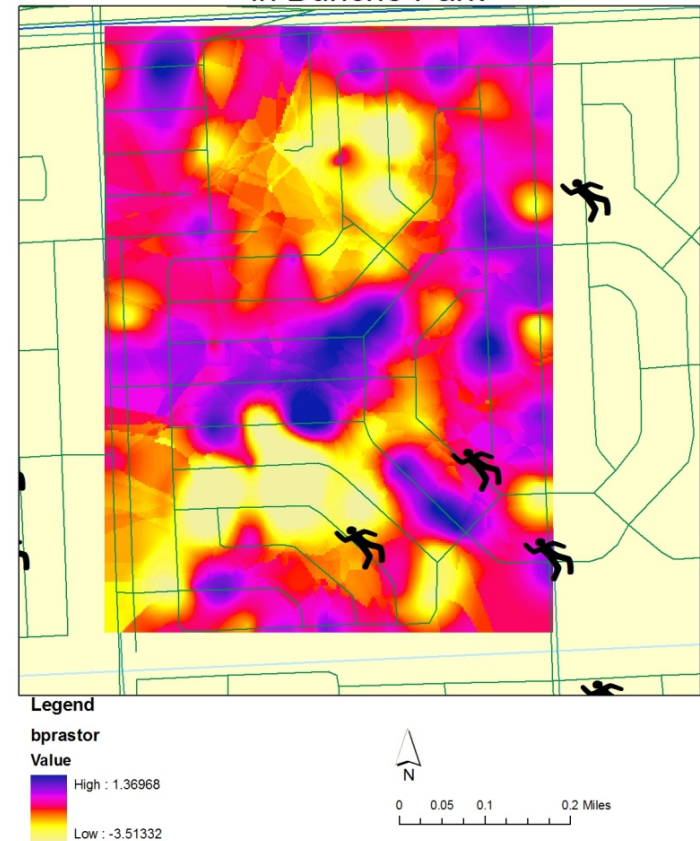 Legend
bprastor
Value
High : 1.36968
Low : -3.51332
N
0 0.05 0.1 0.2 Miles